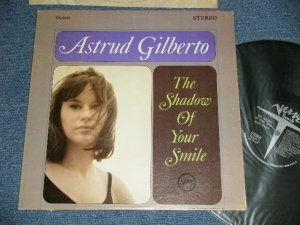 STEREO
Astrud Gilberto
The
Shadow
Of
Your
Smile
Verve